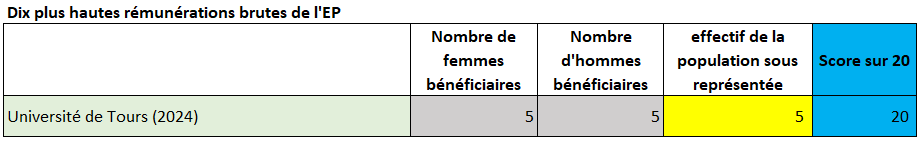 Dix plus hautes rémunérations brutes de l'EP
Nombre de femmes bénéficiaires
Nombre d'hommes bénéficiaires
effectif de la population sous représentée
Score sur 20
Université de Tours (2024) 5 5 5 20